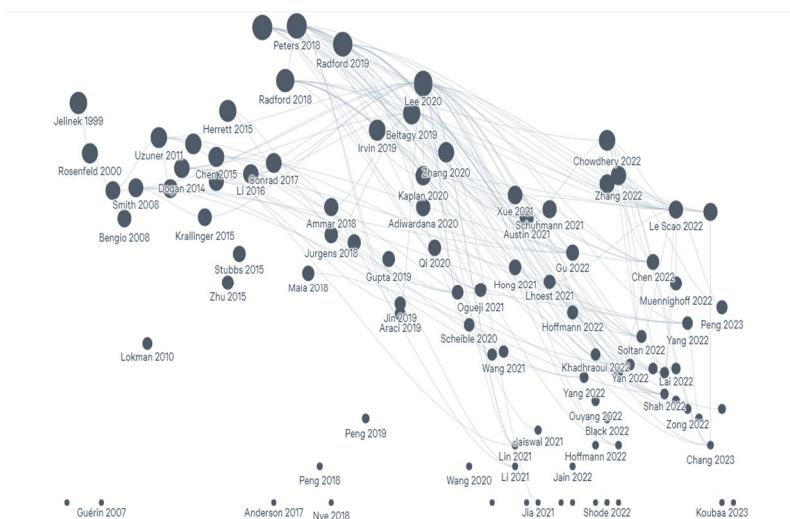 Peters 2018
Radford 2019
Radford 2018
Lee 2020
Jelinek 1999
Herrett 2015
Beltagy 2019
Irvin 2019
Uzuner 2011
Chowdhery 2022
Rosenfeld 2000
Chen 2015
Zhang 2020
Conrad 2017
Dogan 2014
Li 2016
Kaplan 2020
Zhang 2022
Smith 2008
Xue 2021
Ammar 2018
Adiwardana 2020
Schuhmann 2021
Le Scao 2022
Bengio 2008
Krallinger 2015
Austin 2021
Jurgens 2018
Stubbs 2015
Gupta 2019
Qi 2020
Gu 2022
Chen 2022
Maia 2018
Hong 2021
Zhu 2015
Lhoest 2021
Muennighoff 2022
Ogueji 2021
Jin 2019
Araci 2019
Hoffmann 2022
Peng 2023
Scheible 2020
Yang 2022
Lokman 2010
Soltan 2022
Wang 2021
Khadhraoui 2022
Yan 2022
Lai 2022
Yang 2022
Shah 2022
Ouyang 2022
Peng 2019
Black 2022
Zong 2022
Jaiswal 2021
Lin 2021
Hoffmann 2022
Chang 2023
Peng 2018
Wang 2020
Li 2021
Jain 2022
Guérin 2007
Anderson 2017
Nye 2018
Jia 2021
Shode 2022
Koubaa 2023